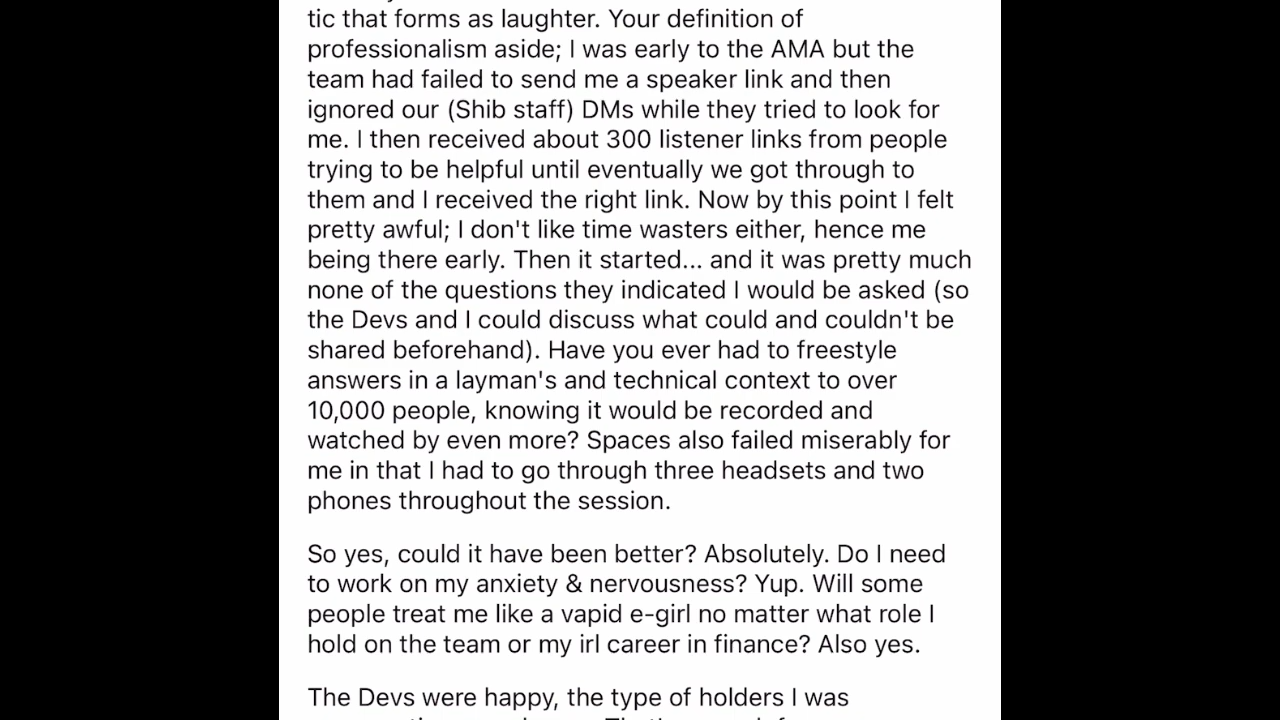 tic that forms as laughter. Your definition of
professionalism aside; I was early to the AMA but the
team had failed to send me a speaker link and then
ignored our (Shib staff) DMs while they tried to look for
me. I then received about 300 listener links from people
trying to be helpful until eventually we got through to
them and I received the right link. Now by this point I felt
pretty awful; I don't like time wasters either, hence me
being there early. Then it started... and it was pretty much
none of the questions they indicated I would be asked (so
the Devs and I could discuss what could and couldn't be
shared beforehand). Have you ever had to freestyle
answers in a layman's and technical context to over
10,000 people, knowing it would be recorded and
watched by even more? Spaces also failed miserably for
me in that I had to go through three headsets and two
phones throughout the session.
So yes, could it have been better? Absolutely. Do I need
to work on my anxiety & nervousness? Yup. Will some
people treat me like a vapid e-girl no matter what role I
hold on the team or my irl career in finance? Also yes.
The Devs were happy, the type of holders I was